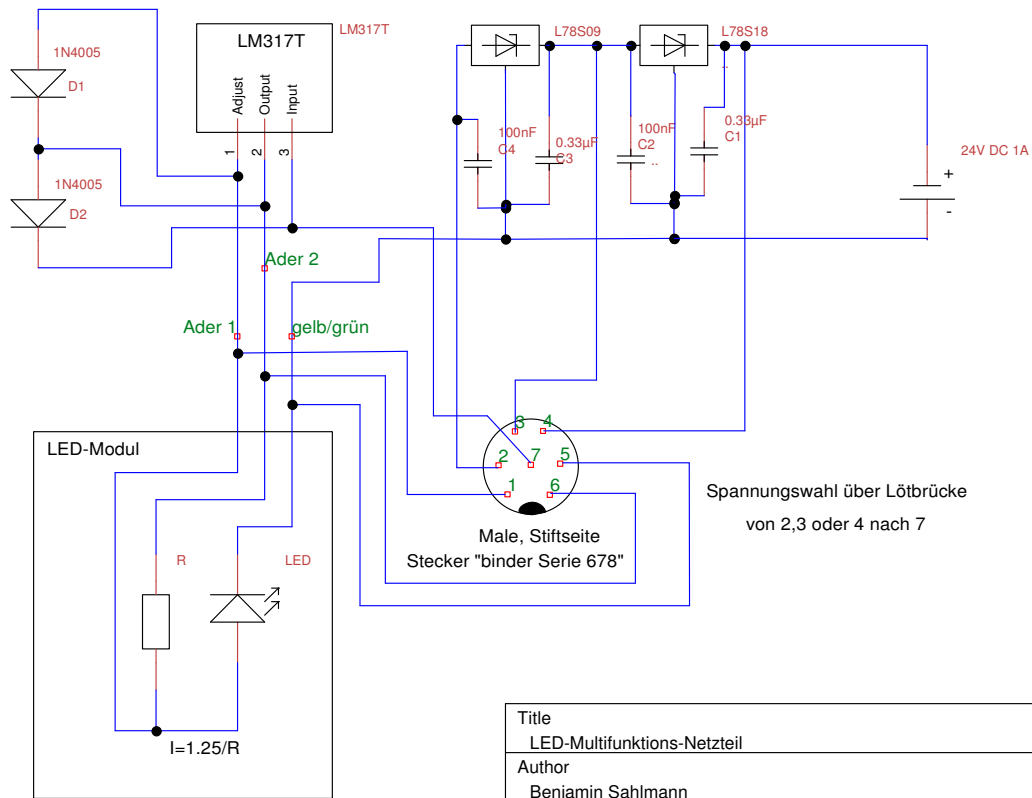 LM317T
LM317T
Adjust
Output
Input
1
2
3
1N4005
D1
1N4005
D2
L78S09
L78S18
..
100nF
C4
0.33µF
C3
100nF
C2
..
0.33µF
C1
24V DC 1A
+
-
Ader 2
Ader 1
gelb/grün
3
4
2
7
5
1
6
LED-Modul
R
LED
I=1.25/R
Male, Stiftseite
Stecker "binder Serie 678"
Spannungswahl über Lötbrücke
von 2,3 oder 4 nach 7
Title
LED-Multifunktions-Netzteil
Author
Benjamin Sahlmann